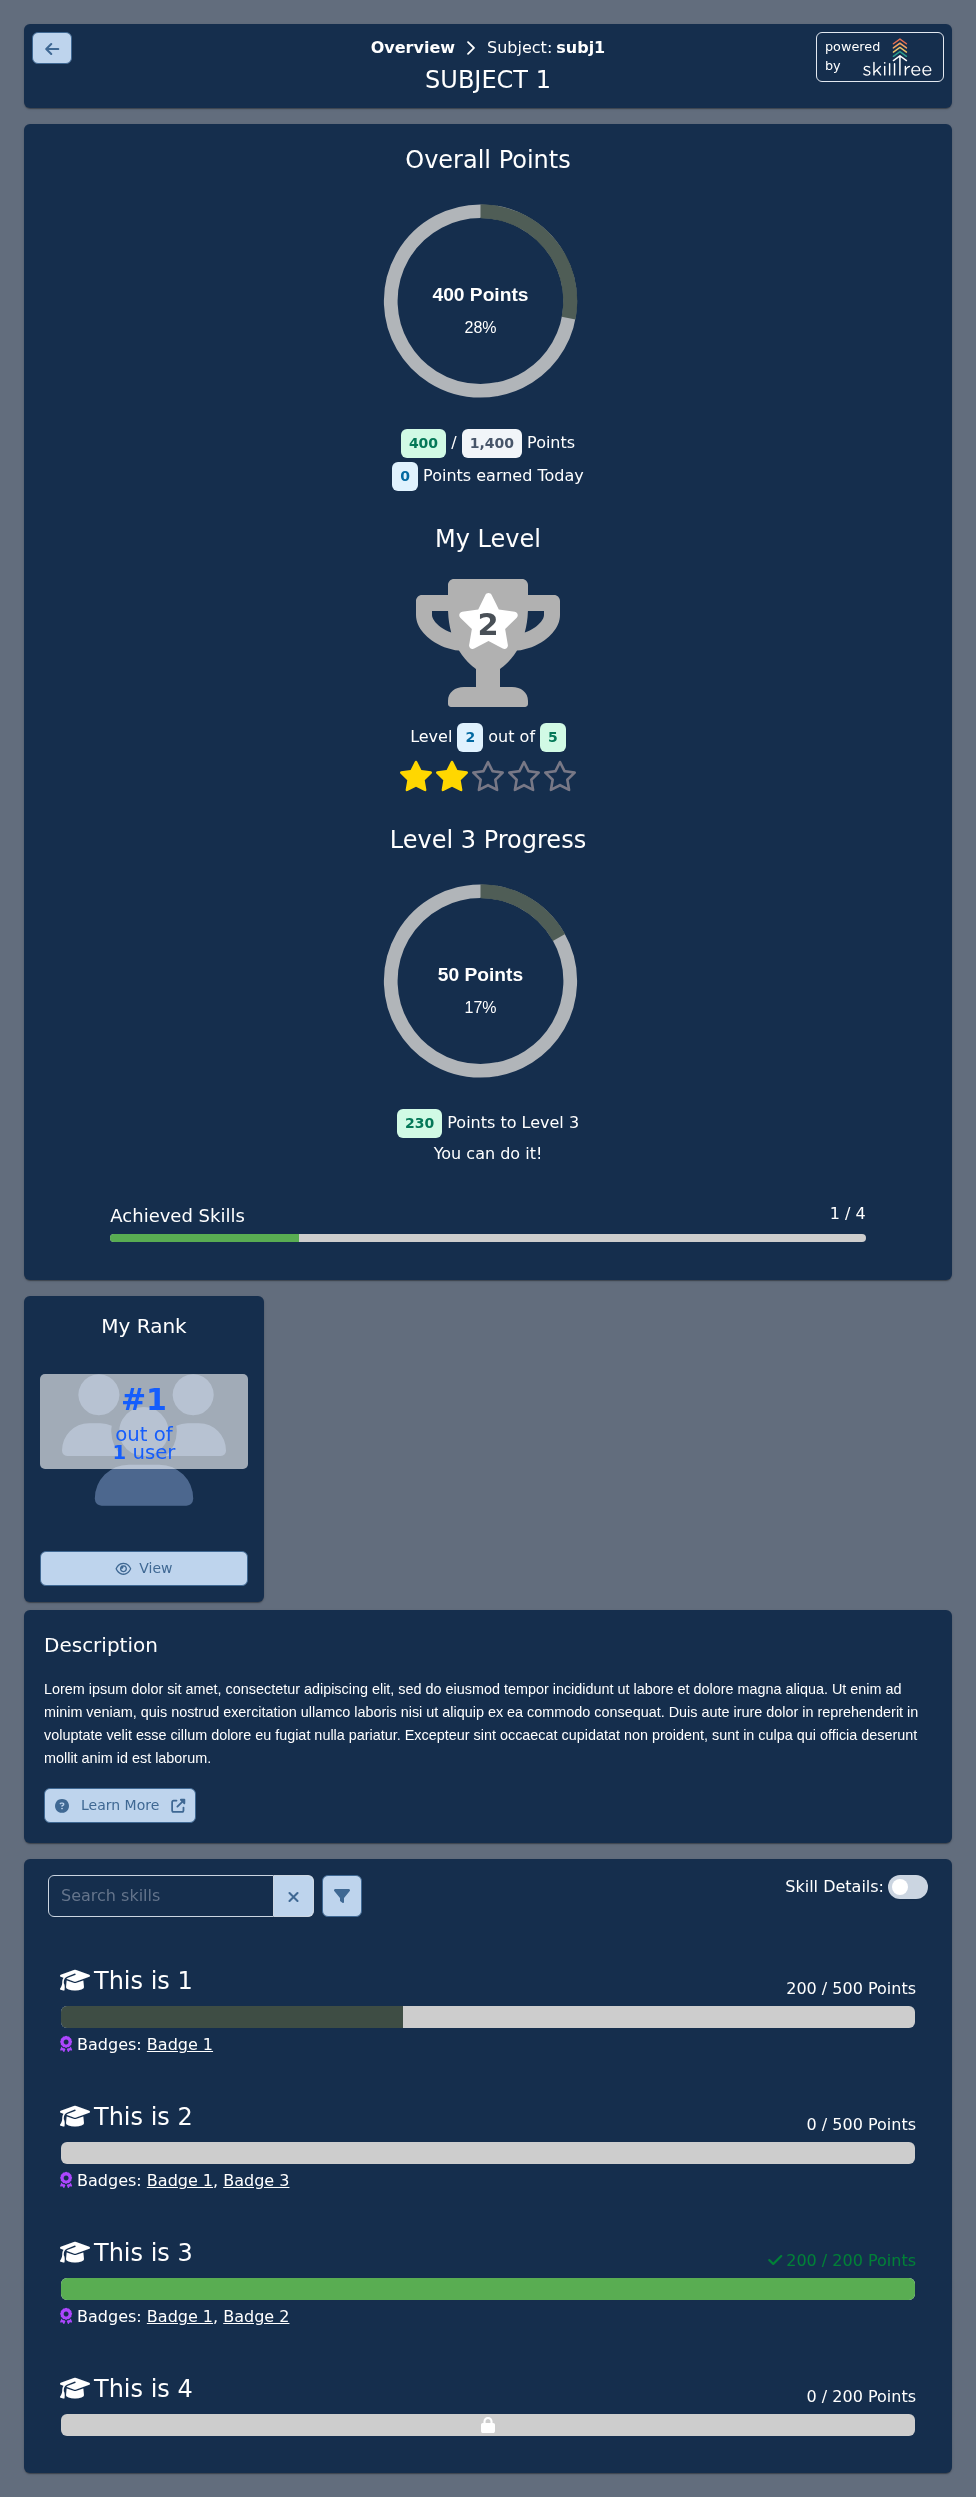 Overview > Subject: subj1
SUBJECT 1
powered by skilltree
Overall Points
400 Points
28%
400 / 1,400 Points
0 Points earned Today
My Level
2
Level 2 out of 5
Level 3 Progress
50 Points
17%
230 Points to Level 3
You can do it!
Achieved Skills 1 / 4
My Rank
#1
out of
1 user
View
Description
Lorem ipsum dolor sit amet, consectetur adipiscing elit, sed do eiusmod tempor incididunt ut labore et dolore magna aliqua. Ut enim ad
minim veniam, quis nostrud exercitation ullamco laboris nisi ut aliquip ex ea commodo consequat. Duis aute irure dolor in reprehenderit in
voluptate velit esse cillum dolore eu fugiat nulla pariatur. Excepteur sint occaecat cupidatat non proident, sunt in culpa qui officia deserunt
mollit anim id est laborum.
Learn More
Search skills
Skill Details:
This is 1
200 / 500 Points
Badges: Badge 1
This is 2
0 / 500 Points
Badges: Badge 1, Badge 3
This is 3
200 / 200 Points
Badges: Badge 1, Badge 2
This is 4
0 / 200 Points